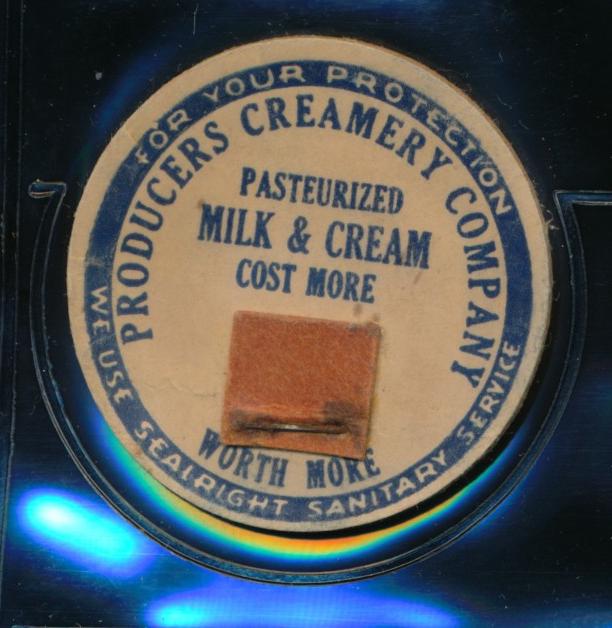 FOR YOUR PROTECTION
PRODUCERS CREAMERY COMPANY
PASTEURIZED
MILK & CREAM
COST MORE
WORTH MORE
WE USE SEALRIGHT SANITARY SERVICE